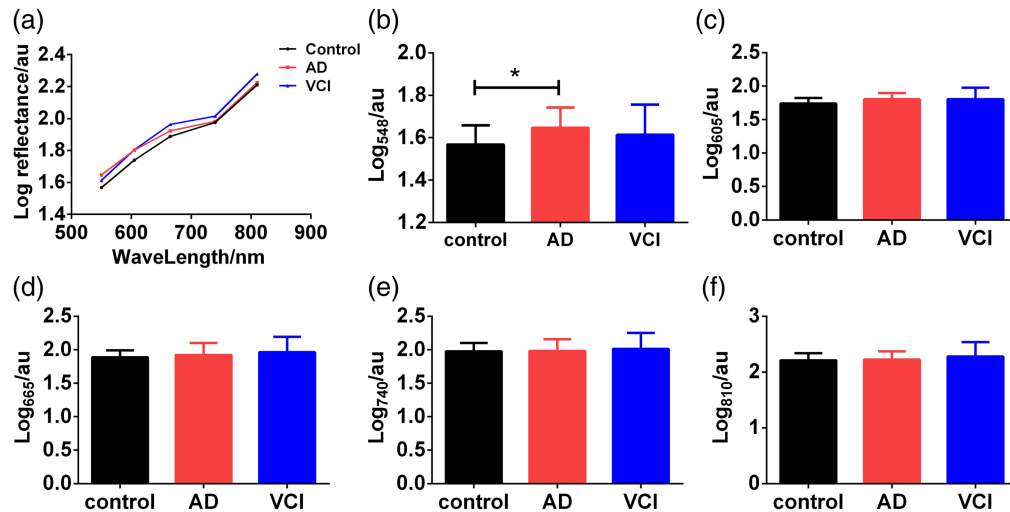 (a)
Log reflectance/au
2.4
2.2
2.0
1.8
1.6
1.4
500 600 700 800 900
WaveLength/nm
Control
AD
VCI
(b)
Log548/au
2.0
1.8
1.6
1.4
1.2
*
control AD VCI
(c)
Log605/au
2.5
2.0
1.5
1.0
0.5
0.0
control AD VCI
(d)
Log665/au
2.5
2.0
1.5
1.0
0.5
0.0
control AD VCI
(e)
Log740/au
2.5
2.0
1.5
1.0
0.5
0.0
control AD VCI
(f)
Log810/au
3
2
1
0
control AD VCI